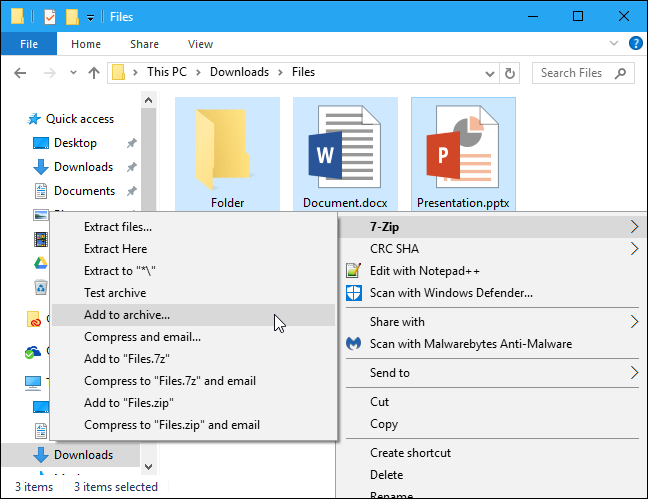 Files
File
Home
Share
View
This PC > Downloads > Files
Search Files
Quick access
Desktop
Downloads
Documents
Downloads
Folder
Document.docx
Presentation.pptx
W
P
Extract files...
Extract Here
Extract to "*\"
Test archive
Add to archive...
Compress and email...
Add to "Files.7z"
Compress to "Files.7z" and email
Add to "Files.zip"
Compress to "Files.zip" and email
7-Zip
CRC SHA
Edit with Notepad++
Scan with Windows Defender...
Share with
Scan with Malwarebytes Anti-Malware
Send to
Cut
Copy
Create shortcut
Delete
Rename
3 items
3 items selected